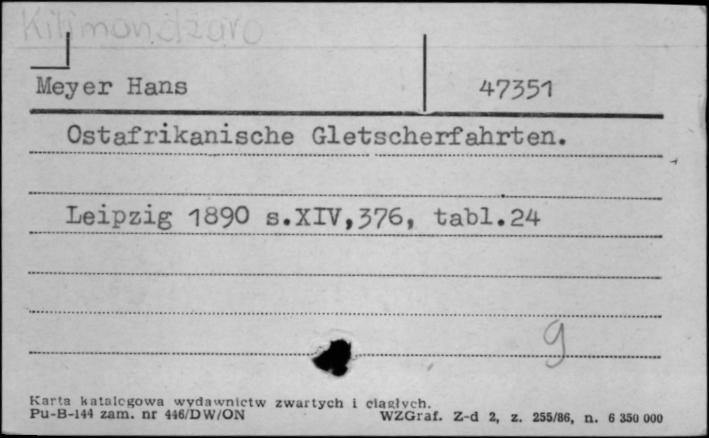 Kilimondżaro
Meyer Hans 47351
Ostafrikanische Gletscherfahrten.
Leipzig 1890 s.XIV,376, tabl.24
g
Karta katalogowa wydawnictw zwartych i ciągłych.
Pu-B-144 zam. nr 446/DW/ON WZGraf. Z-d 2, z. 255/86, n. 6 350 000